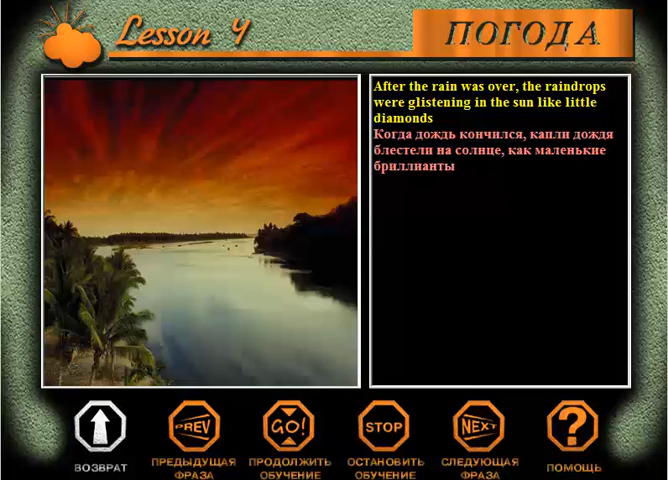 Lesson 4
ПОГОДА
After the rain was over, the raindrops
were glistening in the sun like little
diamonds
Когда дождь кончился, капли дождя
блестели на солнце, как маленькие
бриллианты
PREV
GO!
STOP
NEXT
?
ВОЗВРАТ
ПРЕДЫДУЩАЯ
ФРАЗА
ПРОДОЛЖИТЬ
ОБУЧЕНИЕ
ОСТАНОВИТЬ
ОБУЧЕНИЕ
СЛЕДУЮЩАЯ
ФРАЗА
ПОМОЩЬ